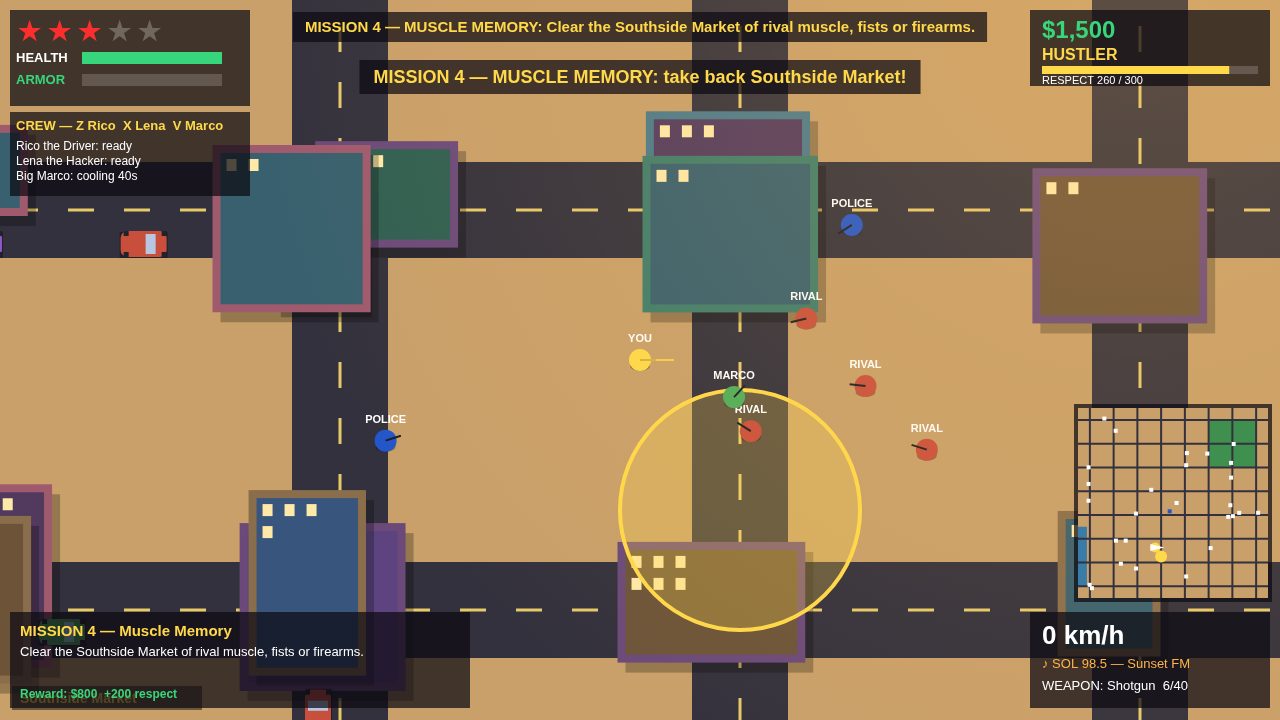 MISSION 4 — MUSCLE MEMORY: Clear the Southside Market of rival muscle, fists or firearms.
MISSION 4 — MUSCLE MEMORY: take back Southside Market!
HEALTH
ARMOR
$1,500
HUSTLER
RESPECT 260 / 300
CREW — Z Rico  X Lena  V Marco
Rico the Driver: ready
Lena the Hacker: ready
Big Marco: cooling 40s
POLICE
RIVAL
YOU
RIVAL
MARCO
RIVAL
POLICE
RIVAL
MISSION 4 — Muscle Memory
Clear the Southside Market of rival muscle, fists or firearms.
Reward: $800  +200 respect
Southside Market
0 km/h
♪ SOL 98.5 — Sunset FM
WEAPON: Shotgun  6/40